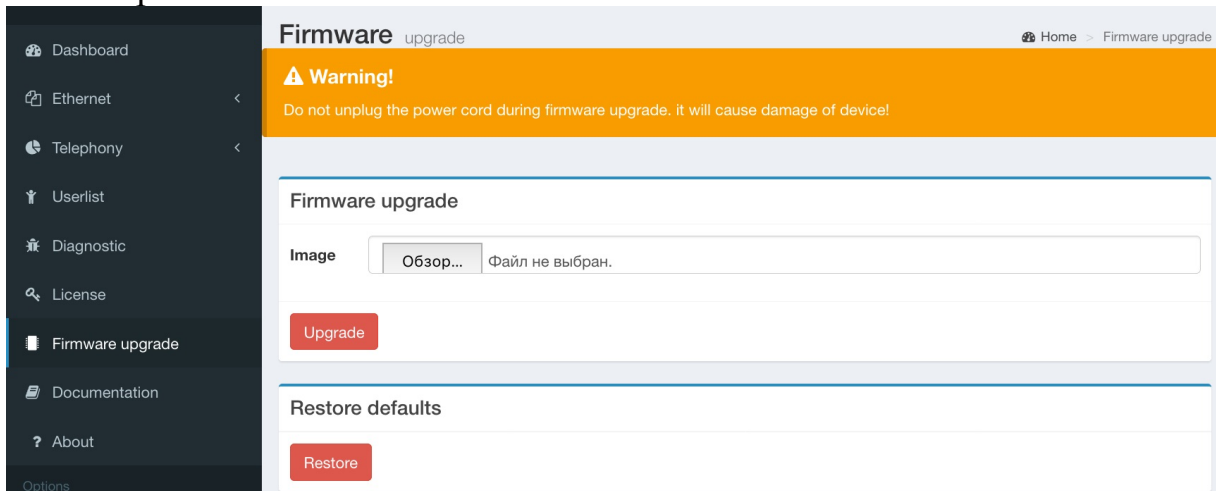 Dashboard
Ethernet <
Telephony <
Userlist
Diagnostic
License
Firmware upgrade
Documentation
? About
Options
Firmware upgrade
Home > Firmware upgrade
Warning!
Do not unplug the power cord during firmware upgrade. it will cause damage of device!
Firmware upgrade
Image Обзор... Файл не выбран.
Upgrade
Restore defaults
Restore